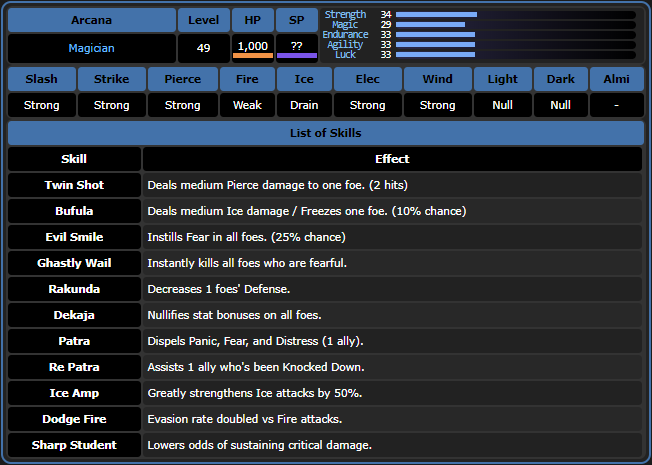 Arcana Level HP SP
Magician 49 1,000 ??
Strength 34
Magic 29
Endurance 33
Agility 33
Luck 33
Slash Strike Pierce Fire Ice Elec Wind Light Dark Almi
Strong Strong Strong Weak Drain Strong Strong Null Null -
List of Skills
Skill Effect
Twin Shot Deals medium Pierce damage to one foe. (2 hits)
Bufula Deals medium Ice damage / Freezes one foe. (10% chance)
Evil Smile Instills Fear in all foes. (25% chance)
Ghastly Wail Instantly kills all foes who are fearful.
Rakunda Decreases 1 foes' Defense.
Dekaja Nullifies stat bonuses on all foes.
Patra Dispels Panic, Fear, and Distress (1 ally).
Re Patra Assists 1 ally who's been Knocked Down.
Ice Amp Greatly strengthens Ice attacks by 50%.
Dodge Fire Evasion rate doubled vs Fire attacks.
Sharp Student Lowers odds of sustaining critical damage.